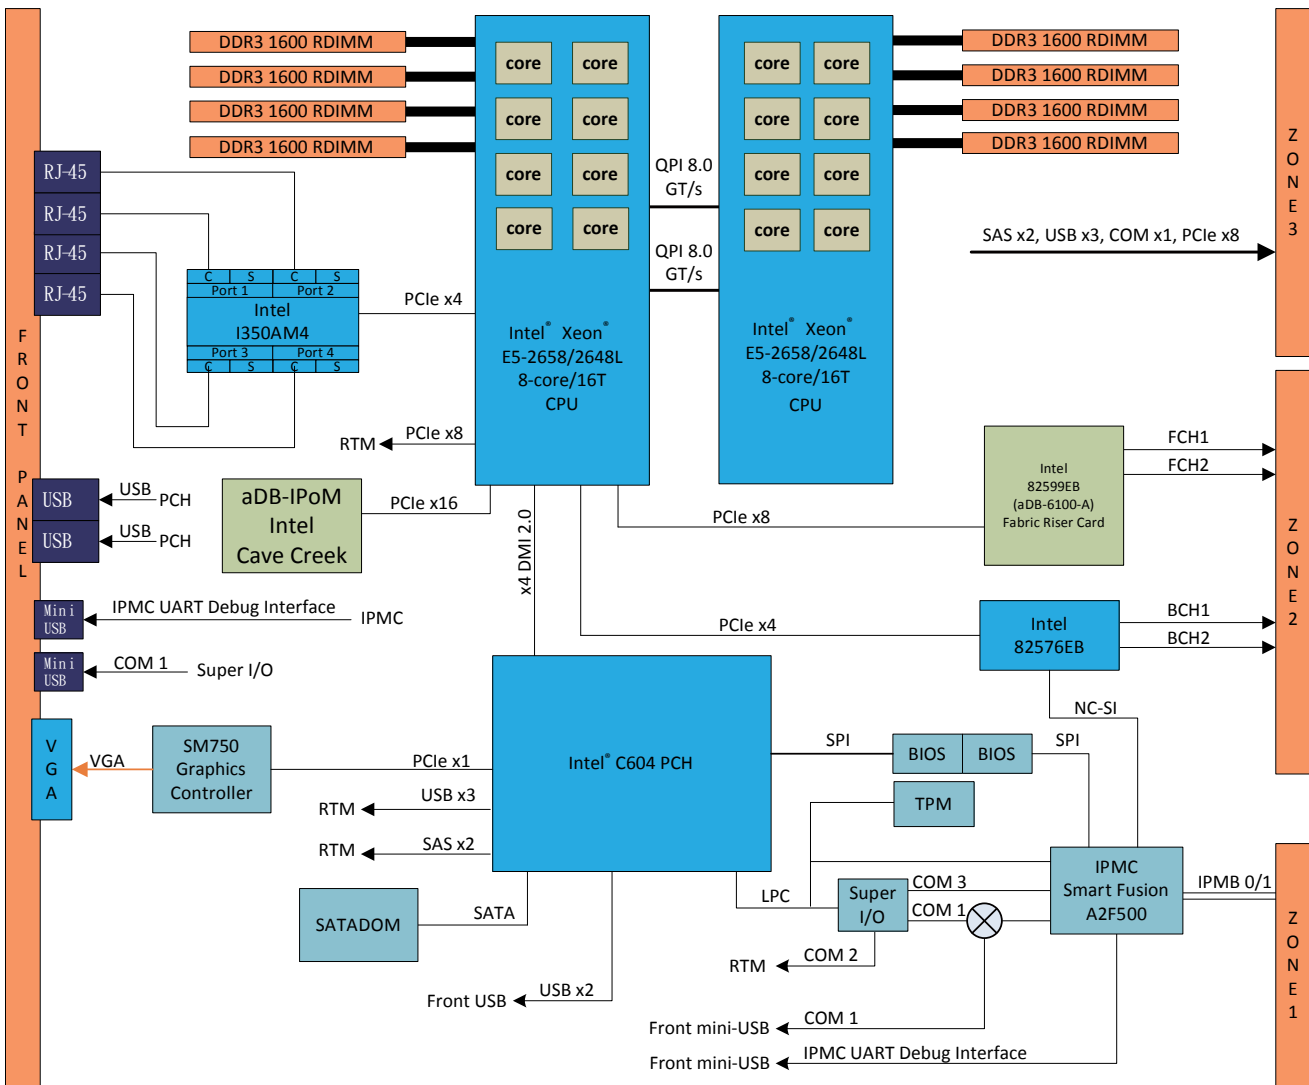 DDR3 1600 RDIMM
DDR3 1600 RDIMM
DDR3 1600 RDIMM
DDR3 1600 RDIMM
core core
core core
core core
core core
Intel® Xeon®
E5-2658/2648L
8-core/16T
CPU
QPI 8.0
GT/s
QPI 8.0
GT/s
core core
core core
core core
core core
Intel® Xeon®
E5-2658/2648L
8-core/16T
CPU
DDR3 1600 RDIMM
DDR3 1600 RDIMM
DDR3 1600 RDIMM
DDR3 1600 RDIMM
ZONE3
SAS x2, USB x3, COM x1, PCIe x8
FRONT PANEL
RJ-45
RJ-45
RJ-45
RJ-45
C S C S
Port 1 Port 2
Intel
I350AM4
Port 3 Port 4
C S C S
PCIe x4
RTM PCIe x8
aDB-IPoM
Intel
Cave Creek
PCIe x16
x4 DMI 2.0
PCIe x8
Intel
82599EB
(aDB-6100-A)
Fabric Riser Card
FCH1
FCH2
ZONE2
USB USB PCH
USB USB PCH
Mini
USB
IPMC UART Debug Interface
IPMC
Mini
USB
COM 1
Super I/O
PCIe x4
Intel
82576EB
BCH1
BCH2
NC-SI
VGA
VGA
SM750
Graphics
Controller
PCIe x1
RTM USB x3
RTM SAS x2
Intel® C604 PCH
SPI
BIOS BIOS
SPI
TPM
SATADOM
SATA
LPC
Super
I/O
COM 3
COM 1
IPMC
Smart Fusion
A2F500
IPMB 0/1
ZONE1
RTM COM 2
Front USB USB x2
Front mini-USB COM 1
Front mini-USB IPMC UART Debug Interface